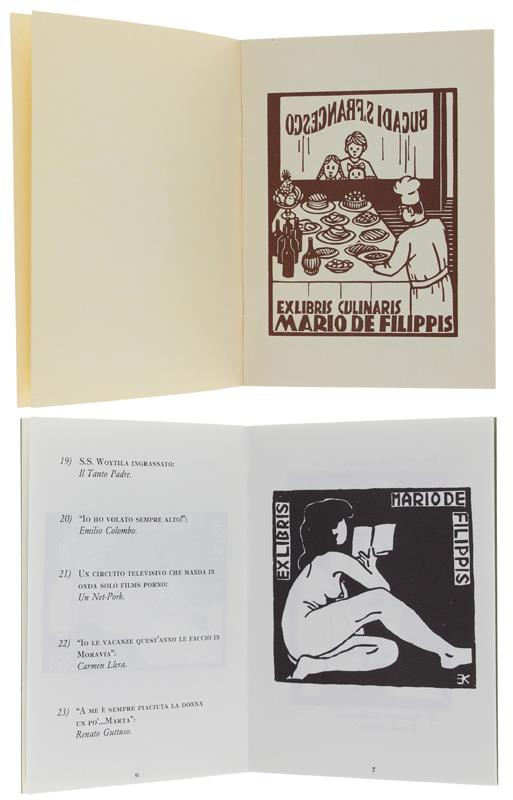 BUCA DI S. FRANCESCO
EXLIBRIS CULINARIS
MARIO DE FILIPPIS
19) S.S. WOYTILA INGRASSATO:
Il Tanto Padre.
20) "IO HO VOLATO SEMPRE ALTO!":
Emilio Colombo.
21) UN CIRCUITO TELEVISIVO CHE MANDA IN
ONDA SOLO FILMS PORNO:
Un Net-Pork.
22) "IO LE VACANZE QUEST'ANNO LE FACCIO IN
MORAVIA":
Carmen Llera.
23) "A ME È SEMPRE PIACIUTA LA DONNA
UN PO'...MARTA":
Renato Guttuso.
6
EXLIBRIS
MARIO DE
FILIPPIS
EK
7